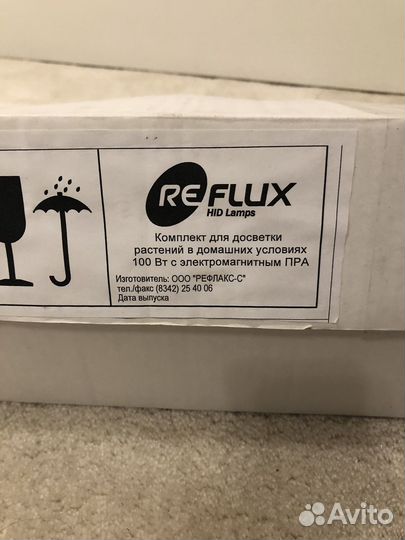 REFLUX
HID Lamps
Комплект для досветки
растений в домашних условиях
100 Вт с электромагнитным ПРА
Изготовитель: ООО "РЕФЛАКС-С"
тел./факс (8342) 25 40 06
Дата выпуска
Avito